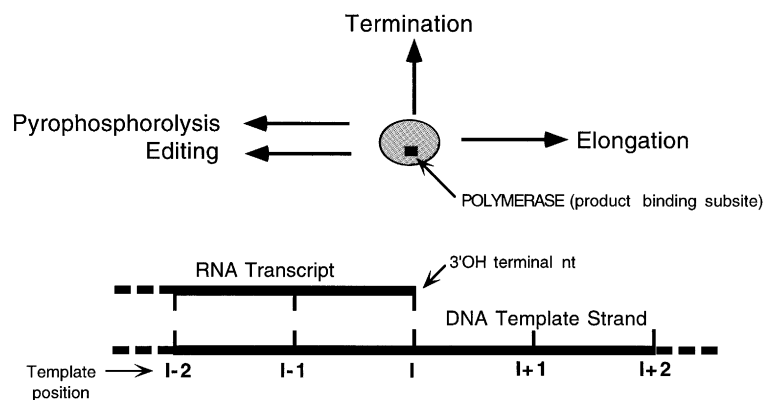 Termination
Pyrophosphorolysis
Editing
Elongation
POLYMERASE (product binding subsite)
RNA Transcript
3'OH terminal nt
DNA Template Strand
I-2 I-1 I I+1 I+2
Template
position